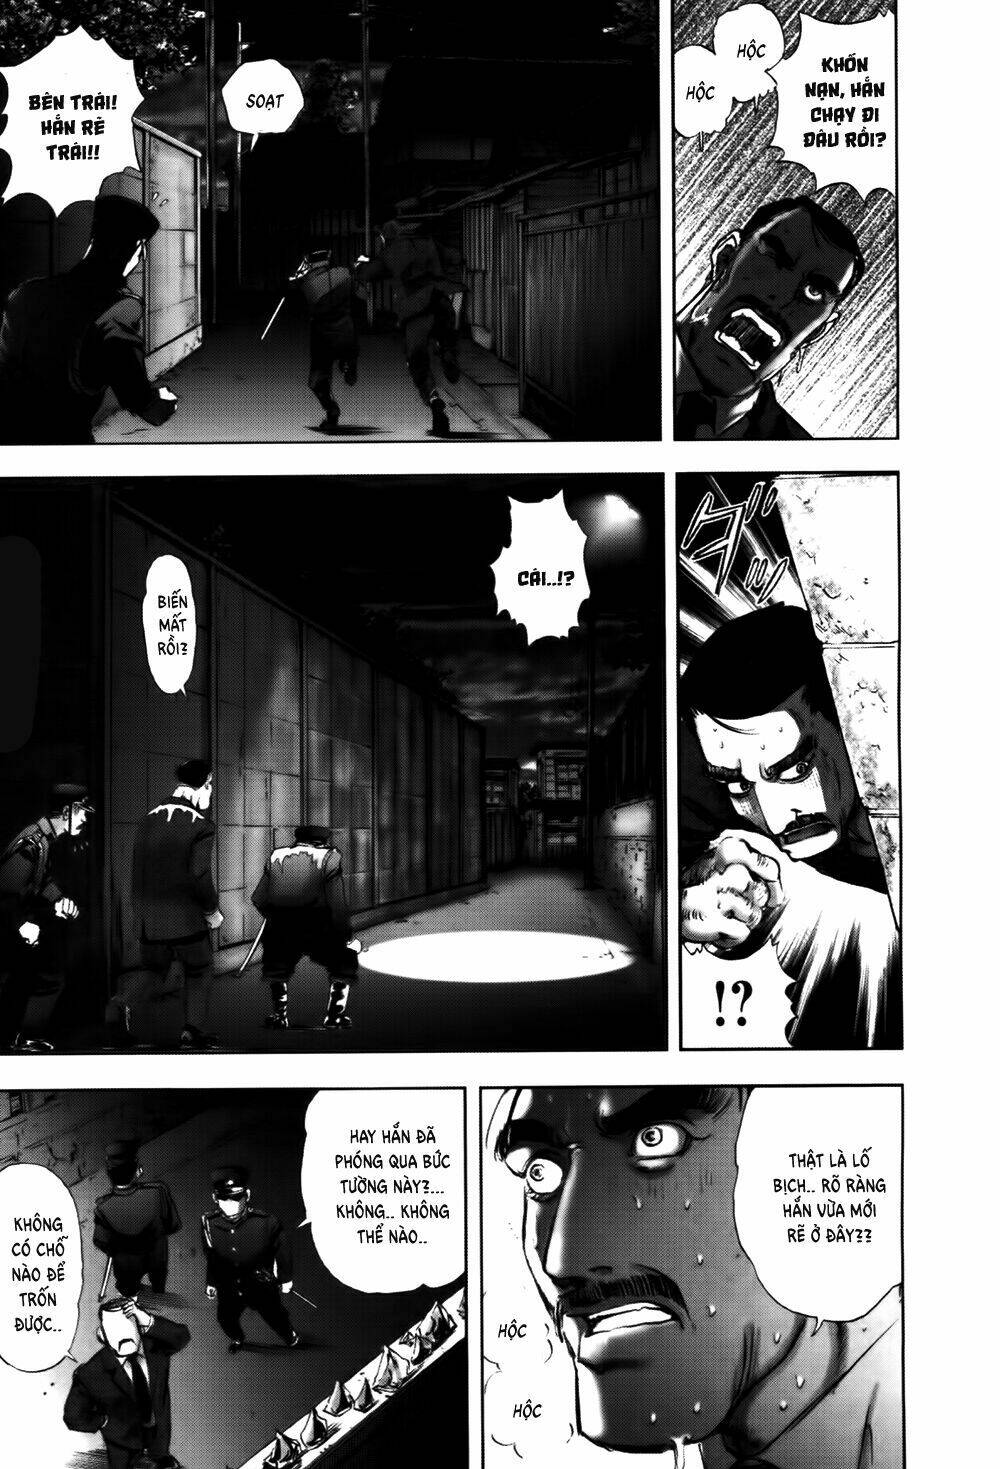 KHỐN
NẠN, HẮN
CHẠY ĐI
ĐÂU RỒI?
HỘC
HỘC
SOẠT
BÊN TRÁI!
HẮN RẼ
TRÁI!!
グッ
!?
CÁI..!?
BIẾN
MẤT
RỒI?
THẬT LÀ LỐ
BỊCH.. RÕ RÀNG
HẮN VỪA MỚI
RẼ Ở ĐÂY??
HỘC
HỘC
HAY HẮN ĐÃ
PHÓNG QUA BỨC
TƯỜNG NÀY?...
KHÔNG.. KHÔNG
THỂ NÀO..
KHÔNG
CÓ CHỖ
NÀO ĐỂ
TRỐN
ĐƯỢC..